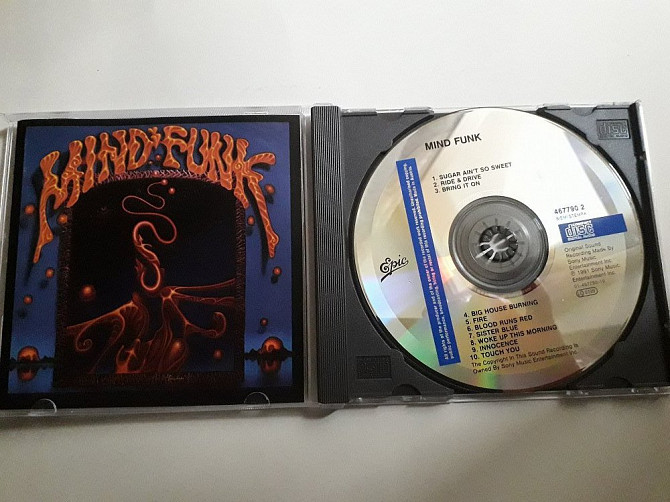 MIND FUNK
MIND FUNK
1. SUGAR AIN'T SO SWEET
2. RIDE & DRIVE
3. BRING IT ON
467790 2
Epic
disc
Original Sound
Recording Made By
Sony Music
Entertainment Inc.
℗ 1991 Sony Music
Entertainment Inc.
4. BIG HOUSE BURNING
5. FIRE
6. BLOOD RUNS RED
7. SISTER BLUE
8. WOKE UP THIS MORNING
9. INNOCENCE
10. TOUCH YOU
The Copyright In This Sound Recording Is
Owned By Sony Music Entertainment Inc.